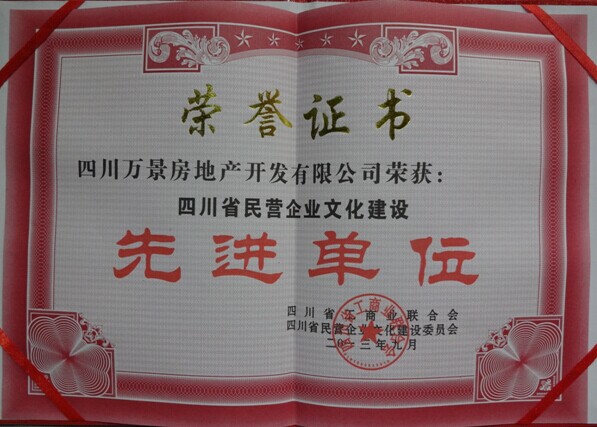 荣誉证书
四川万景房地产开发有限公司荣获：
四川省民营企业文化建设
先进单位
四川省工商业联合会
四川省民营企业文化建设委员会
二〇一三年九月